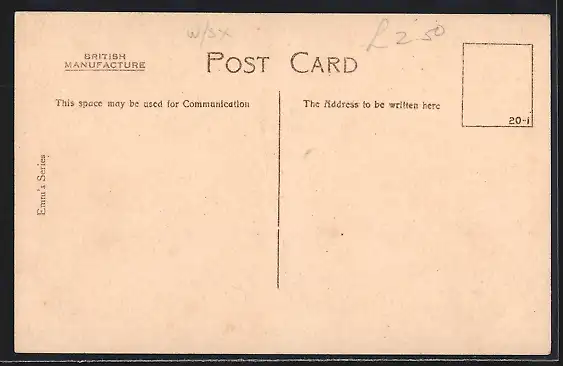 W/SX
£2.50
BRITISH
MANUFACTURE
POST CARD
This space may be used for Communication
The Address to be written here
20-1
Emm's Series